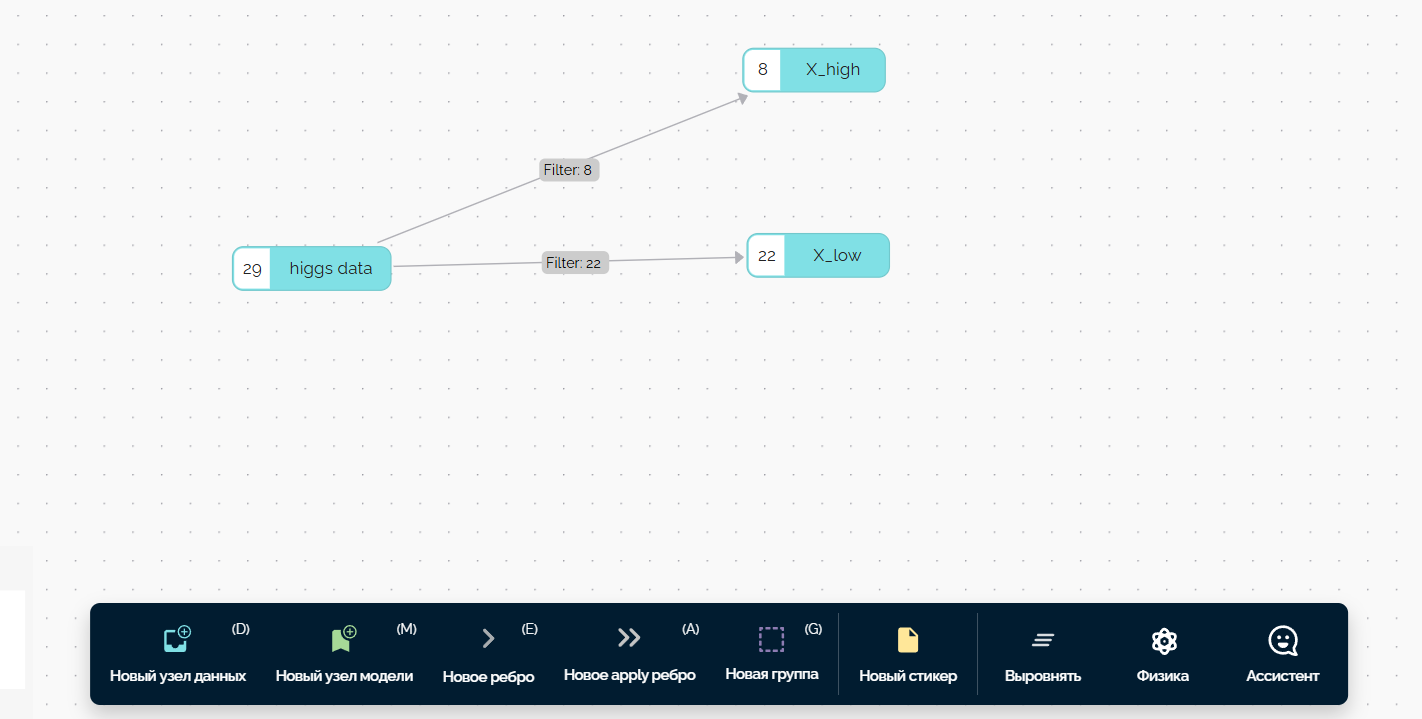 8 X_high
Filter: 8
29 higgs data
Filter: 22
22 X_low
(D)
(M)
(E)
(A)
(G)
Новый узел данных
Новый узел модели
Новое ребро
Новое apply ребро
Новая группа
Новый стикер
Выровнять
Физика
Ассистент